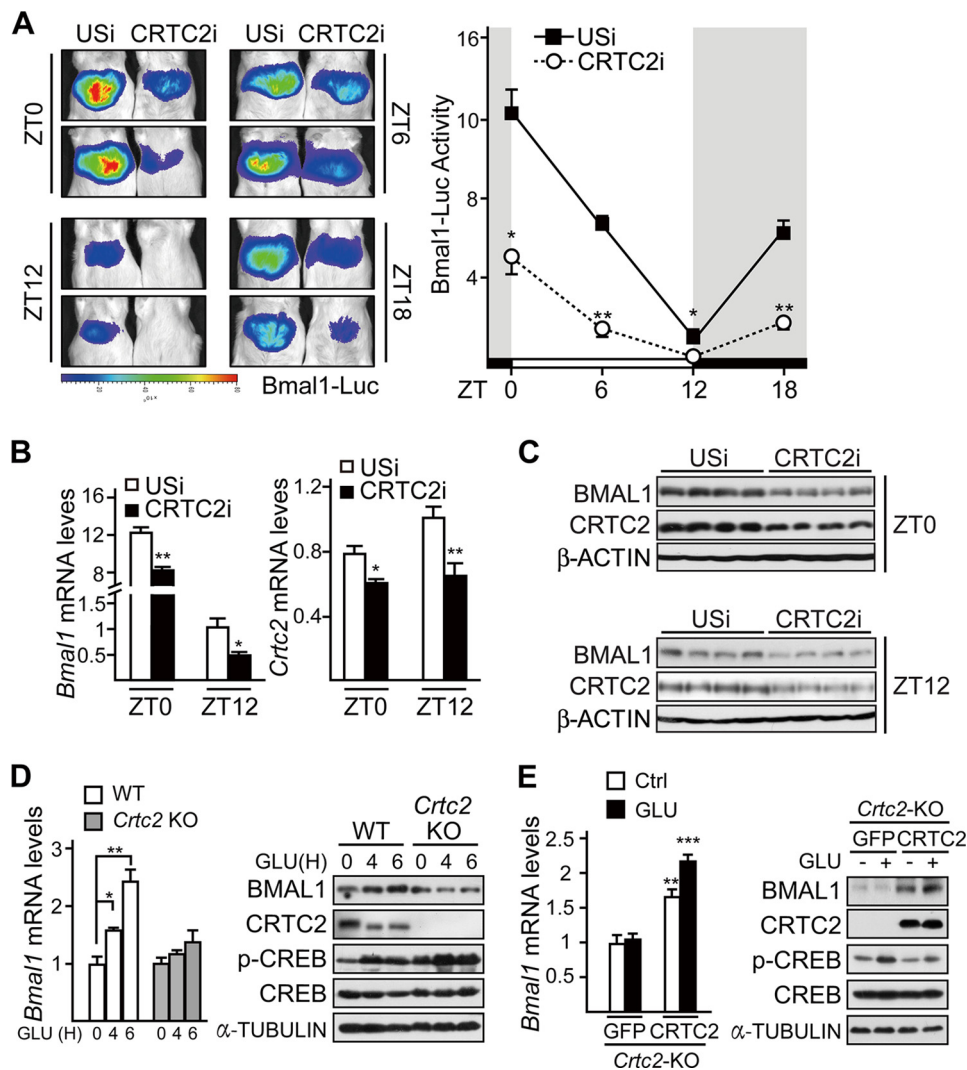 A
USi CRTC2i USi CRTC2i
ZT0
ZT6
ZT12
ZT18
20 40 60
x10⁶
Bmal1-Luc
USi
CRTC2i
Bmal1-Luc Activity
16
10
8
4
*
**
*
**
ZT 0 6 12 18
B
USi
CRTC2i
Bmal1 mRNA leves
16
12
8
1.5
1
0.5
**
*
ZT0 ZT12
USi
CRTC2i
Crtc2 mRNA levels
1.2
0.8
0.4
*
**
ZT0 ZT12
C
USi CRTC2i
BMAL1
CRTC2
β-ACTIN
ZT0
USi CRTC2i
BMAL1
CRTC2
β-ACTIN
ZT12
D
WT
Crtc2 KO
Bmal1 mRNA levels
3
2
1
**
*
GLU (H) 0 4 6 0 4 6
WT Crtc2 KO
GLU(H) 0 4 6 0 4 6
BMAL1
CRTC2
p-CREB
CREB
α-TUBULIN
E
Ctrl
GLU
Bmal1 mRNA levels
2.5
2
1.5
1
0.5
**
***
GFP CRTC2
Crtc2-KO
Crtc2-KO
GFP CRTC2
GLU - + - +
BMAL1
CRTC2
p-CREB
CREB
α-TUBULIN